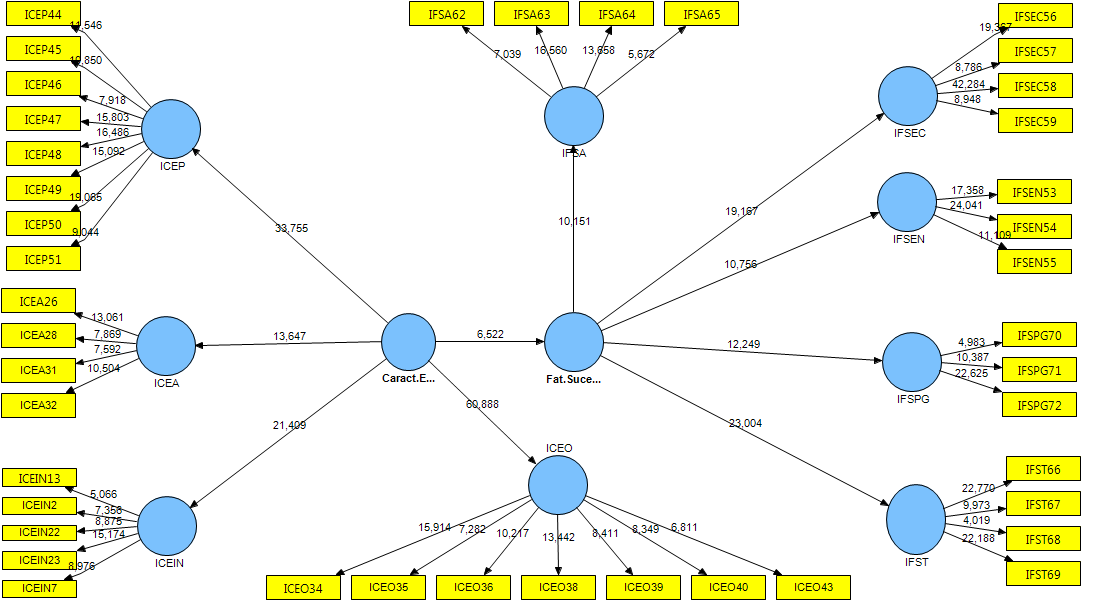 ICEP44
ICEP45
ICEP46
ICEP47
ICEP48
ICEP49
ICEP50
ICEP51
11,546
7,918
15,803
16,486
15,092
19,085
9,044
ICEP
IFSA62
IFSA63
IFSA64
IFSA65
7,039
16,560
13,658
5,672
IFSA
IFSEC56
IFSEC57
IFSEC58
IFSEC59
19,367
8,786
42,284
8,948
IFSEC
IFSEN53
IFSEN54
IFSEN55
17,358
24,041
11,109
IFSEN
33,755
10,151
19,167
10,756
ICEA26
ICEA28
ICEA31
ICEA32
13,061
7,869
7,592
10,504
ICEA
13,647
6,522
12,249
Caract.E...
Fat.Suce...
IFSPG70
IFSPG71
IFSPG72
4,983
10,387
22,625
IFSPG
21,409
60,888
23,004
ICEIN13
ICEIN2
ICEIN22
ICEIN23
ICEIN7
5,066
7,356
8,875
15,174
8,976
ICEIN
ICEO
15,914
7,282
10,217
13,442
8,411
8,349
6,811
ICEO34
ICEO35
ICEO36
ICEO38
ICEO39
ICEO40
ICEO43
IFST66
IFST67
IFST68
IFST69
22,770
9,973
4,019
22,188
IFST